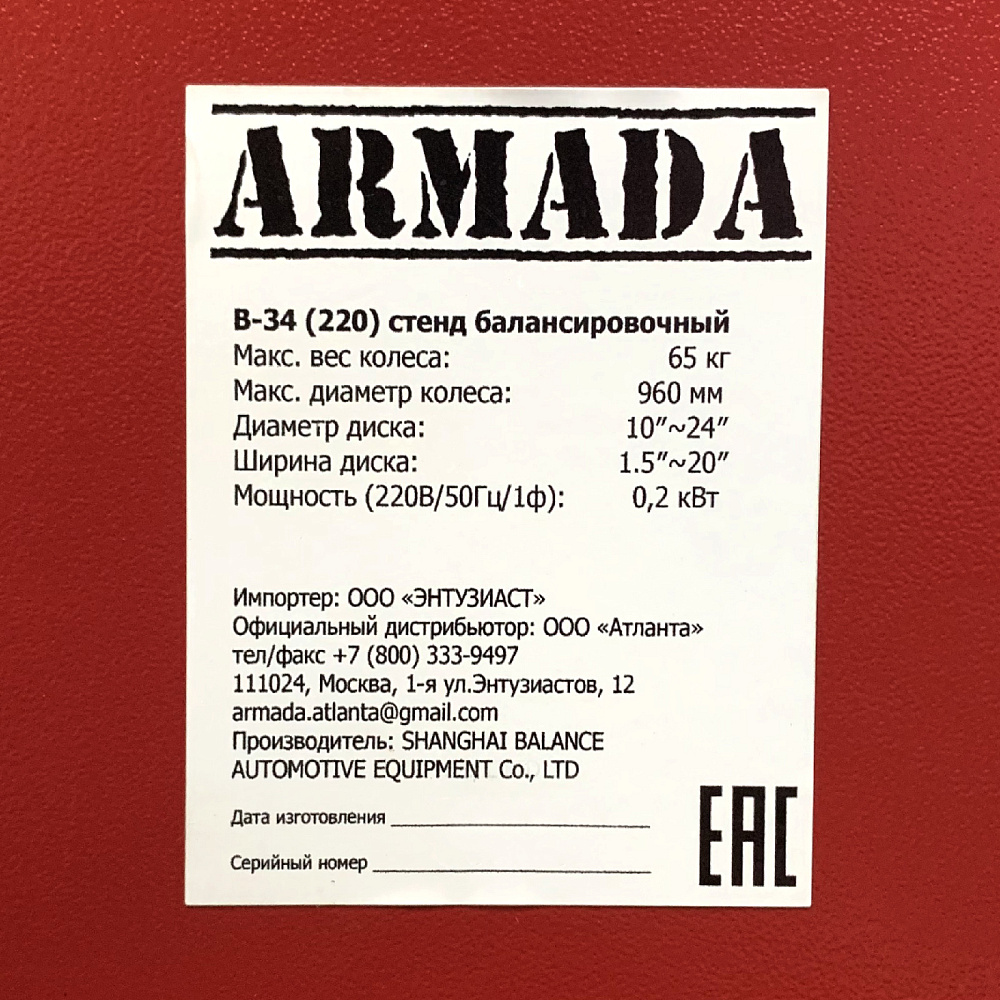 ARMADA
В-34 (220) стенд балансировочный
Макс. вес колеса: 65 кг
Макс. диаметр колеса: 960 мм
Диаметр диска: 10″~24″
Ширина диска: 1.5″~20″
Мощность (220В/50Гц/1ф): 0,2 кВт
Импортер: ООО «ЭНТУЗИАСТ»
Официальный дистрибьютор: ООО «Атланта»
тел/факс +7 (800) 333-9497
111024, Москва, 1-я ул.Энтузиастов, 12
armada.atlanta@gmail.com
Производитель: SHANGHAI BALANCE
AUTOMOTIVE EQUIPMENT Co., LTD
Дата изготовления
Серийный номер
EAC